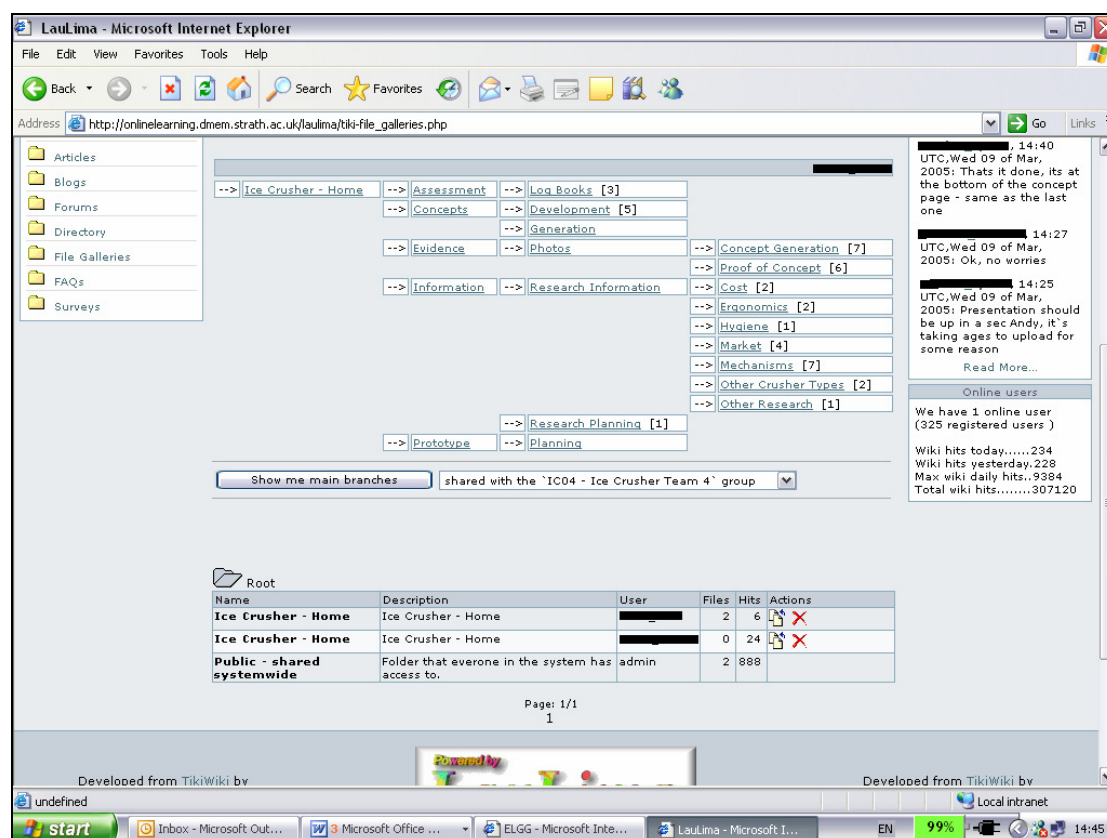 LauLima - Microsoft Internet Explorer
File Edit View Favorites Tools Help
Back Search Favorites
Address http://onlinelearning.dmem.strath.ac.uk/laulima/tiki-file_galleries.php Go Links
Articles
Blogs
Forums
Directory
File Galleries
FAQs
Surveys
--> Ice Crusher - Home --> Assessment --> Log Books [3]
--> Concepts --> Development [5]
--> Generation
--> Evidence --> Photos --> Concept Generation [7]
--> Proof of Concept [6]
--> Information --> Research Information --> Cost [2]
--> Ergonomics [2]
--> Hygiene [1]
--> Market [4]
--> Mechanisms [7]
--> Other Crusher Types [2]
--> Other Research [1]
--> Research Planning [1]
--> Prototype --> Planning
Show me main branches shared with the `IC04 - Ice Crusher Team 4` group
, 14:40
UTC,Wed 09 of Mar,
2005: Thats it done, its at
the bottom of the concept
page - same as the last
one
, 14:27
UTC,Wed 09 of Mar,
2005: Ok, no worries
, 14:25
UTC,Wed 09 of Mar,
2005: Presentation should
be up in a sec Andy, it`s
taking ages to upload for
some reason
Read More...
Online users
We have 1 online user
(325 registered users )
Wiki hits today......234
Wiki hits yesterday.228
Max wiki daily hits..9384
Total wiki hits........307120
Root
Name Description User Files Hits Actions
Ice Crusher - Home Ice Crusher - Home 2 6
Ice Crusher - Home Ice Crusher - Home 0 24
Public - shared systemwide Folder that everone in the system has access to. admin 2 888
Page: 1/1
1
Developed from TikiWiki by
Powered by
Developed from TikiWiki by
undefined Local intranet
start Inbox - Microsoft Out... 3 Microsoft Office ... ELGG - Microsoft Inte... LauLima - Microsoft I... EN 99% 14:45